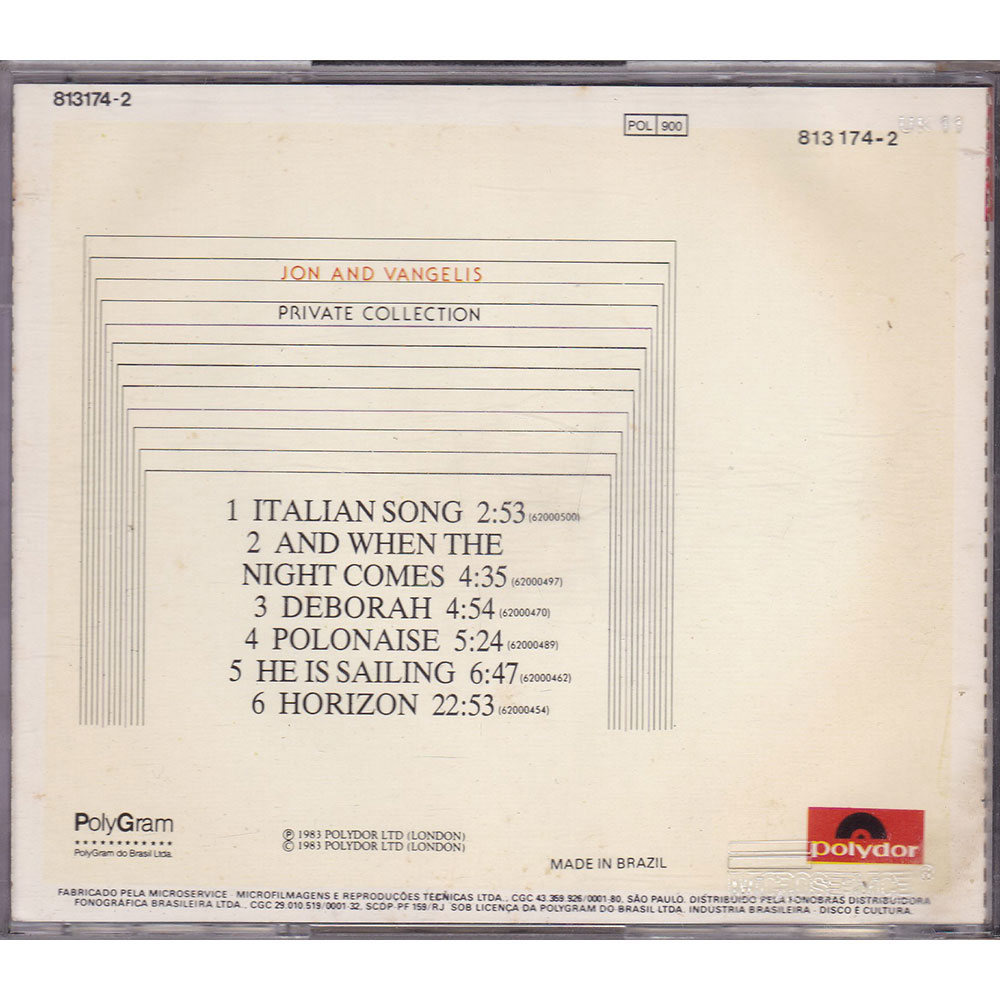 813174-2
POL 900
813 174-2
JON AND VANGELIS
PRIVATE COLLECTION
1 ITALIAN SONG 2:53 (62000500)
2 AND WHEN THE
NIGHT COMES 4:35 (62000497)
3 DEBORAH 4:54 (62000470)
4 POLONAISE 5:24 (62000489)
5 HE IS SAILING 6:47 (62000462)
6 HORIZON 22:53 (62000454)
PolyGram
PolyGram do Brasil Ltda.
℗ 1983 POLYDOR LTD (LONDON)
© 1983 POLYDOR LTD (LONDON)
MADE IN BRAZIL
polydor
MICROSERVICE®
FABRICADO PELA MICROSERVICE - MICROFILMAGENS E REPRODUÇÕES TÉCNICAS LTDA., CGC 43.359.926/0001-80, SÃO PAULO. DISTRIBUÍDO PELA FONOBRAS DISTRIBUIDORA
FONOGRÁFICA BRASILEIRA LTDA., CGC 29.010.519/0001-32, SCDP-PF 159/RJ SOB LICENÇA DA POLYGRAM DO BRASIL LTDA. INDUSTRIA BRASILEIRA - DISCO É CULTURA.